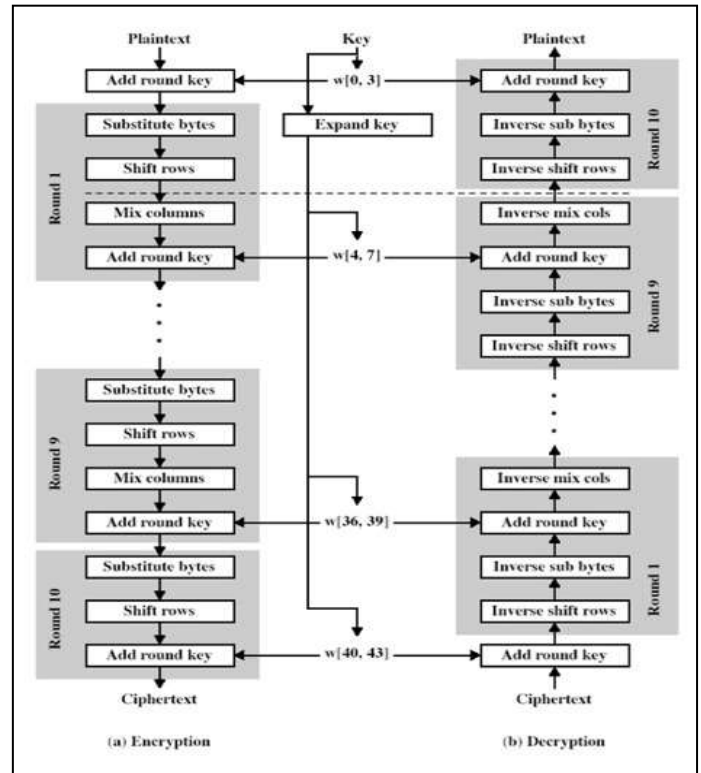 Plaintext
Add round key
Round 1
Substitute bytes
Shift rows
Mix columns
Add round key
Round 9
Substitute bytes
Shift rows
Mix columns
Add round key
Round 10
Substitute bytes
Shift rows
Add round key
Ciphertext
(a) Encryption
Key
w[0, 3]
Expand key
w[4, 7]
w[36, 39]
w[40, 43]
Plaintext
Add round key
Inverse sub bytes
Inverse shift rows
Round 10
Inverse mix cols
Add round key
Inverse sub bytes
Inverse shift rows
Round 9
Inverse mix cols
Add round key
Inverse sub bytes
Inverse shift rows
Round 1
Add round key
Ciphertext
(b) Decryption